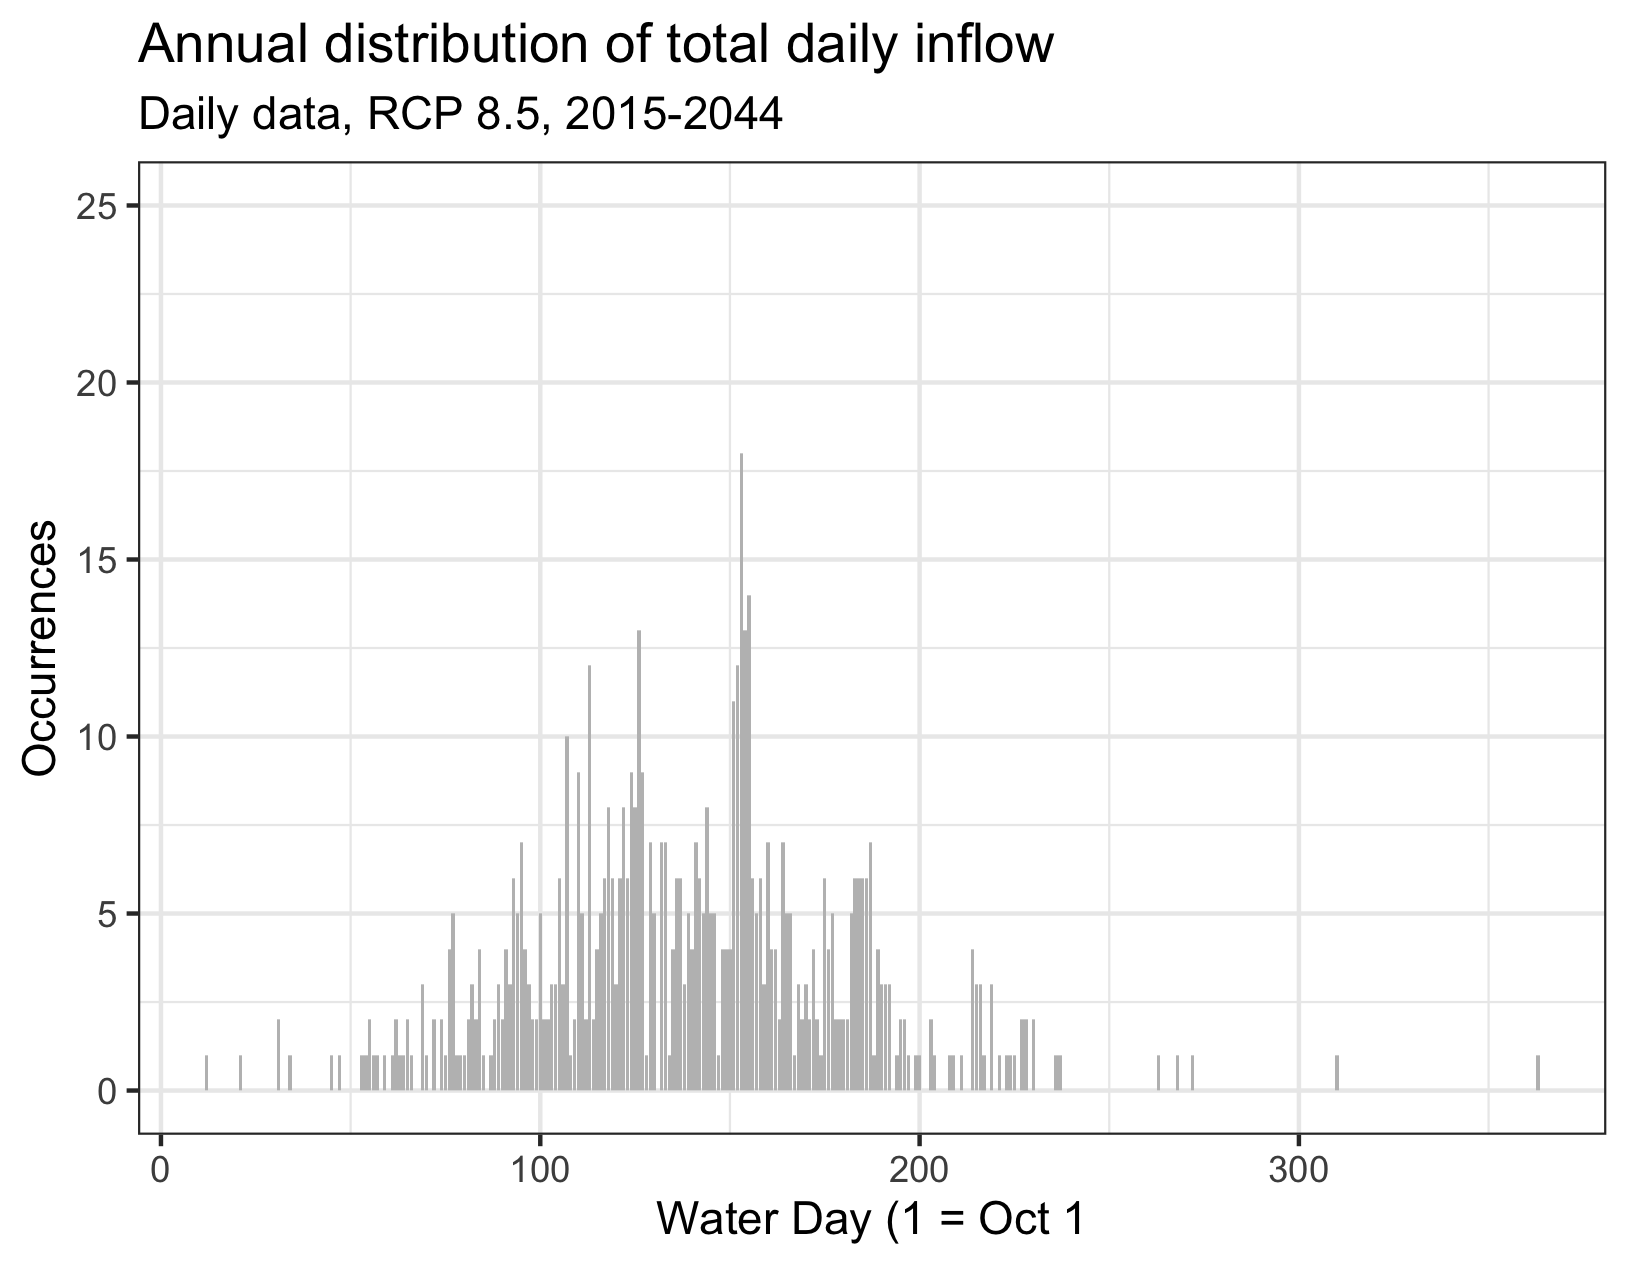 Annual distribution of total daily inflow
Daily data, RCP 8.5, 2015-2044
25
20
15
10
5
0
Occurrences
0 100 200 300
Water Day (1 = Oct 1